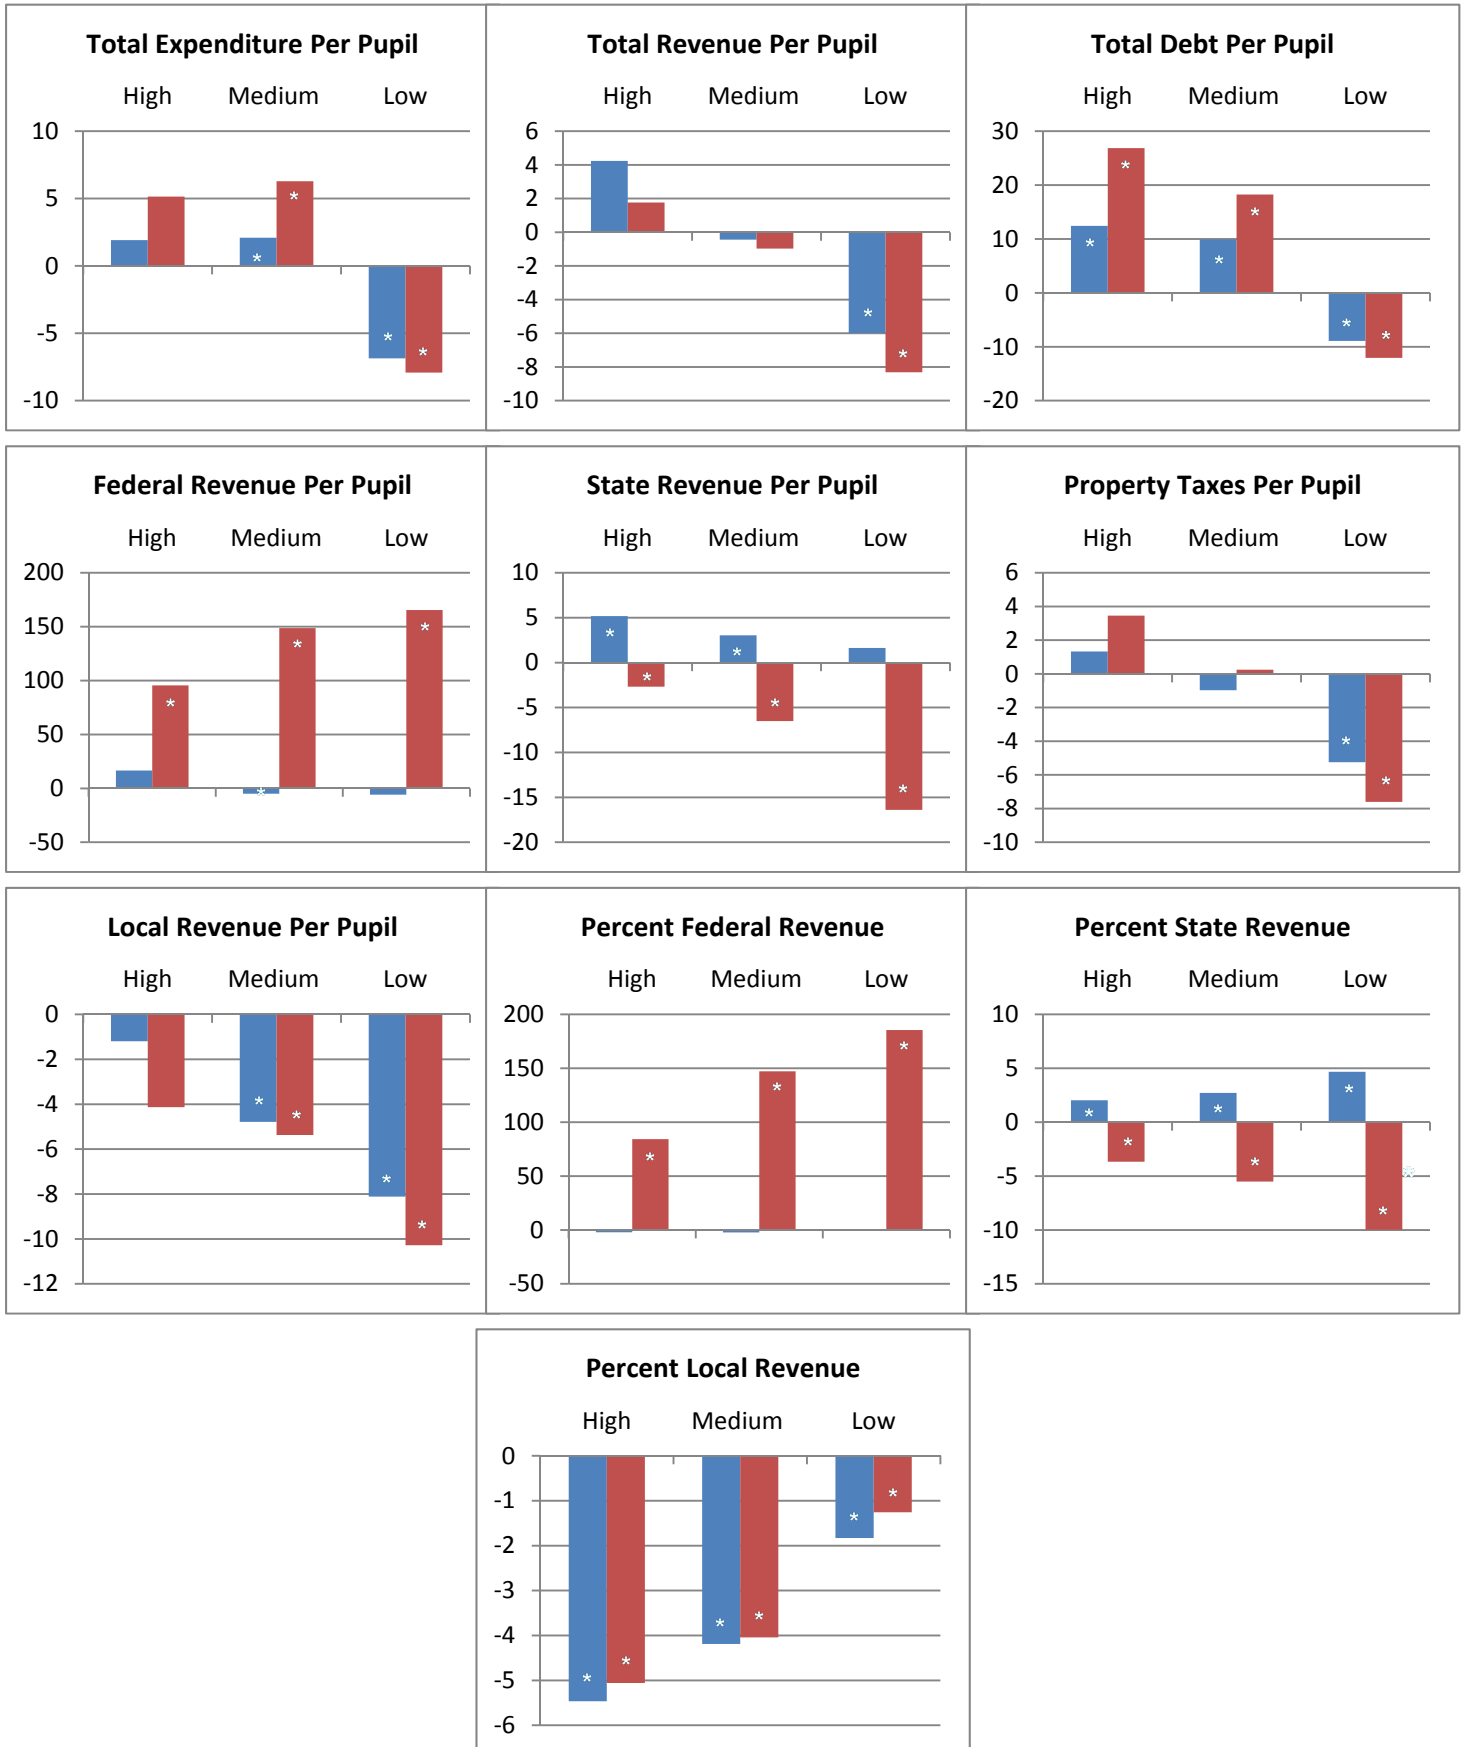 Total Expenditure Per Pupil
High Medium Low
10
5
0
-5
-10
* * * *
Total Revenue Per Pupil
High Medium Low
6
4
2
0
-2
-4
-6
-8
-10
* *
Total Debt Per Pupil
High Medium Low
30
20
10
0
-10
-20
* * * * * *
Federal Revenue Per Pupil
High Medium Low
200
150
100
50
0
-50
* * * *
State Revenue Per Pupil
High Medium Low
10
5
0
-5
-10
-15
-20
* * * * *
Property Taxes Per Pupil
High Medium Low
6
4
2
0
-2
-4
-6
-8
-10
* *
Local Revenue Per Pupil
High Medium Low
0
-2
-4
-6
-8
-10
-12
* * * *
Percent Federal Revenue
High Medium Low
200
150
100
50
0
-50
* * *
Percent State Revenue
High Medium Low
10
5
0
-5
-10
-15
* * * * * *
Percent Local Revenue
High Medium Low
0
-1
-2
-3
-4
-5
-6
* * * * * *